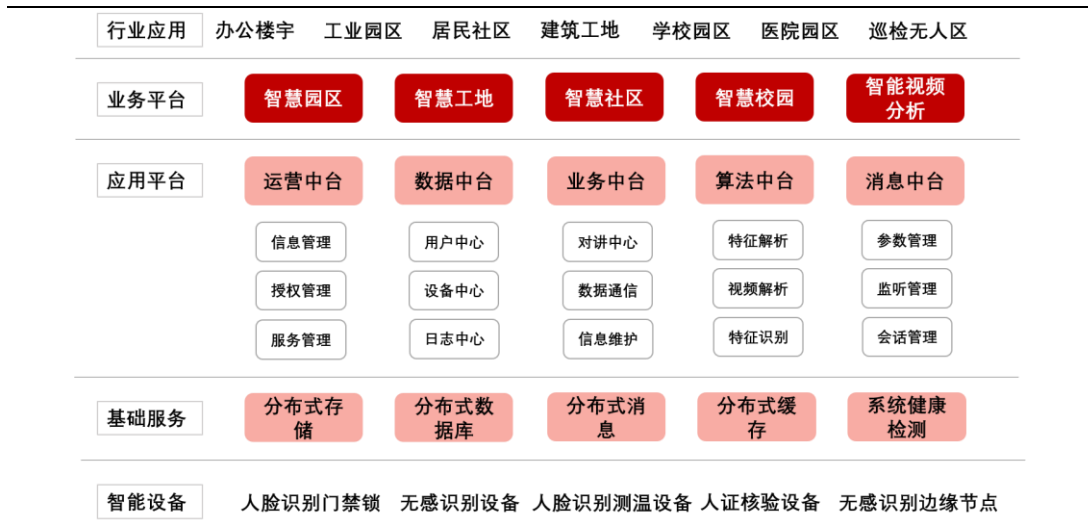 行业应用 办公楼宇 工业园区 居民社区 建筑工地 学校园区 医院园区 巡检无人区
业务平台 智慧园区 智慧工地 智慧社区 智慧校园 智能视频
分析
应用平台 运营中台 数据中台 业务中台 算法中台 消息中台
信息管理 用户中心 对讲中心 特征解析 参数管理
授权管理 设备中心 数据通信 视频解析 监听管理
服务管理 日志中心 信息维护 特征识别 会话管理
基础服务 分布式存 分布式数 分布式消 分布式缓 系统健康
储 据库 息 存 检测
智能设备 人脸识别门禁锁 无感识别设备 人脸识别测温设备 人证核验设备 无感识别边缘节点